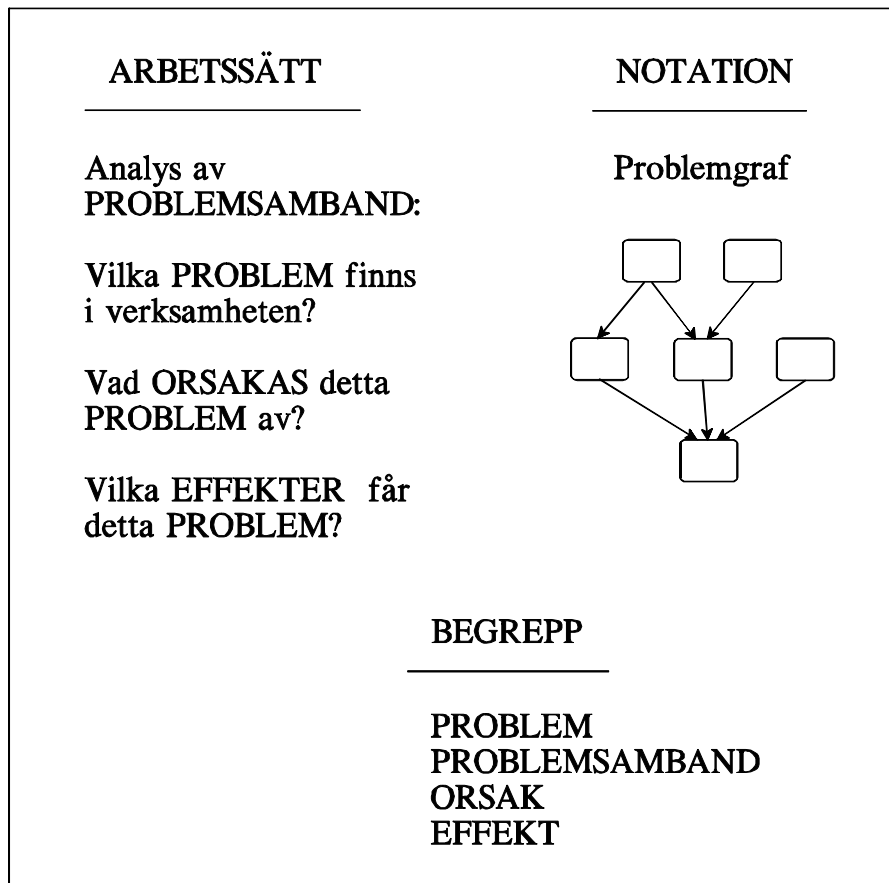 ARBETSSÄTT
Analys av
PROBLEMSAMBAND:
Vilka PROBLEM finns
i verksamheten?
Vad ORSAKAS detta
PROBLEM av?
Vilka EFFEKTER får
detta PROBLEM?
NOTATION
Problemgraf
BEGREPP
PROBLEM
PROBLEMSAMBAND
ORSAK
EFFEKT